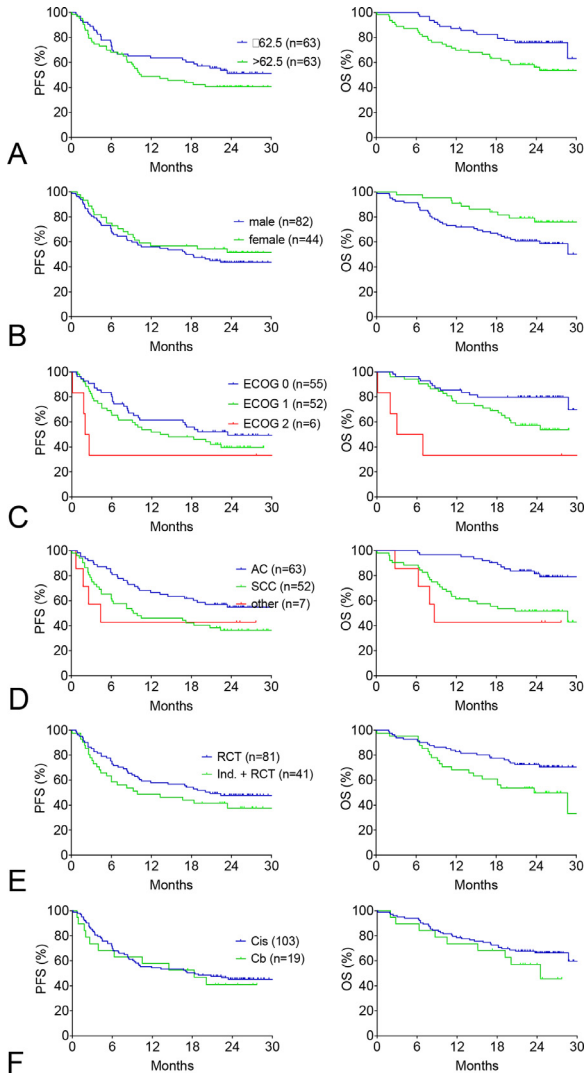 A
PFS (%)
100
80
60
40
20
0
□62.5 (n=63)
>62.5 (n=63)
0 6 12 18 24 30
Months
OS (%)
100
80
60
40
20
0
0 6 12 18 24 30
Months
B
PFS (%)
100
80
60
40
20
0
male (n=82)
female (n=44)
0 6 12 18 24 30
Months
OS (%)
100
80
60
40
20
0
0 6 12 18 24 30
Months
C
PFS (%)
100
80
60
40
20
0
ECOG 0 (n=55)
ECOG 1 (n=52)
ECOG 2 (n=6)
0 6 12 18 24 30
Months
OS (%)
100
80
60
40
20
0
0 6 12 18 24 30
Months
D
PFS (%)
100
80
60
40
20
0
AC (n=63)
SCC (n=52)
other (n=7)
0 6 12 18 24 30
Months
OS (%)
100
80
60
40
20
0
0 6 12 18 24 30
Months
E
PFS (%)
100
80
60
40
20
0
RCT (n=81)
Ind. + RCT (n=41)
0 6 12 18 24 30
Months
OS (%)
100
80
60
40
20
0
0 6 12 18 24 30
Months
F
PFS (%)
100
80
60
40
20
0
Cis (103)
Cb (n=19)
0 6 12 18 24 30
Months
OS (%)
100
80
60
40
20
0
0 6 12 18 24 30
Months